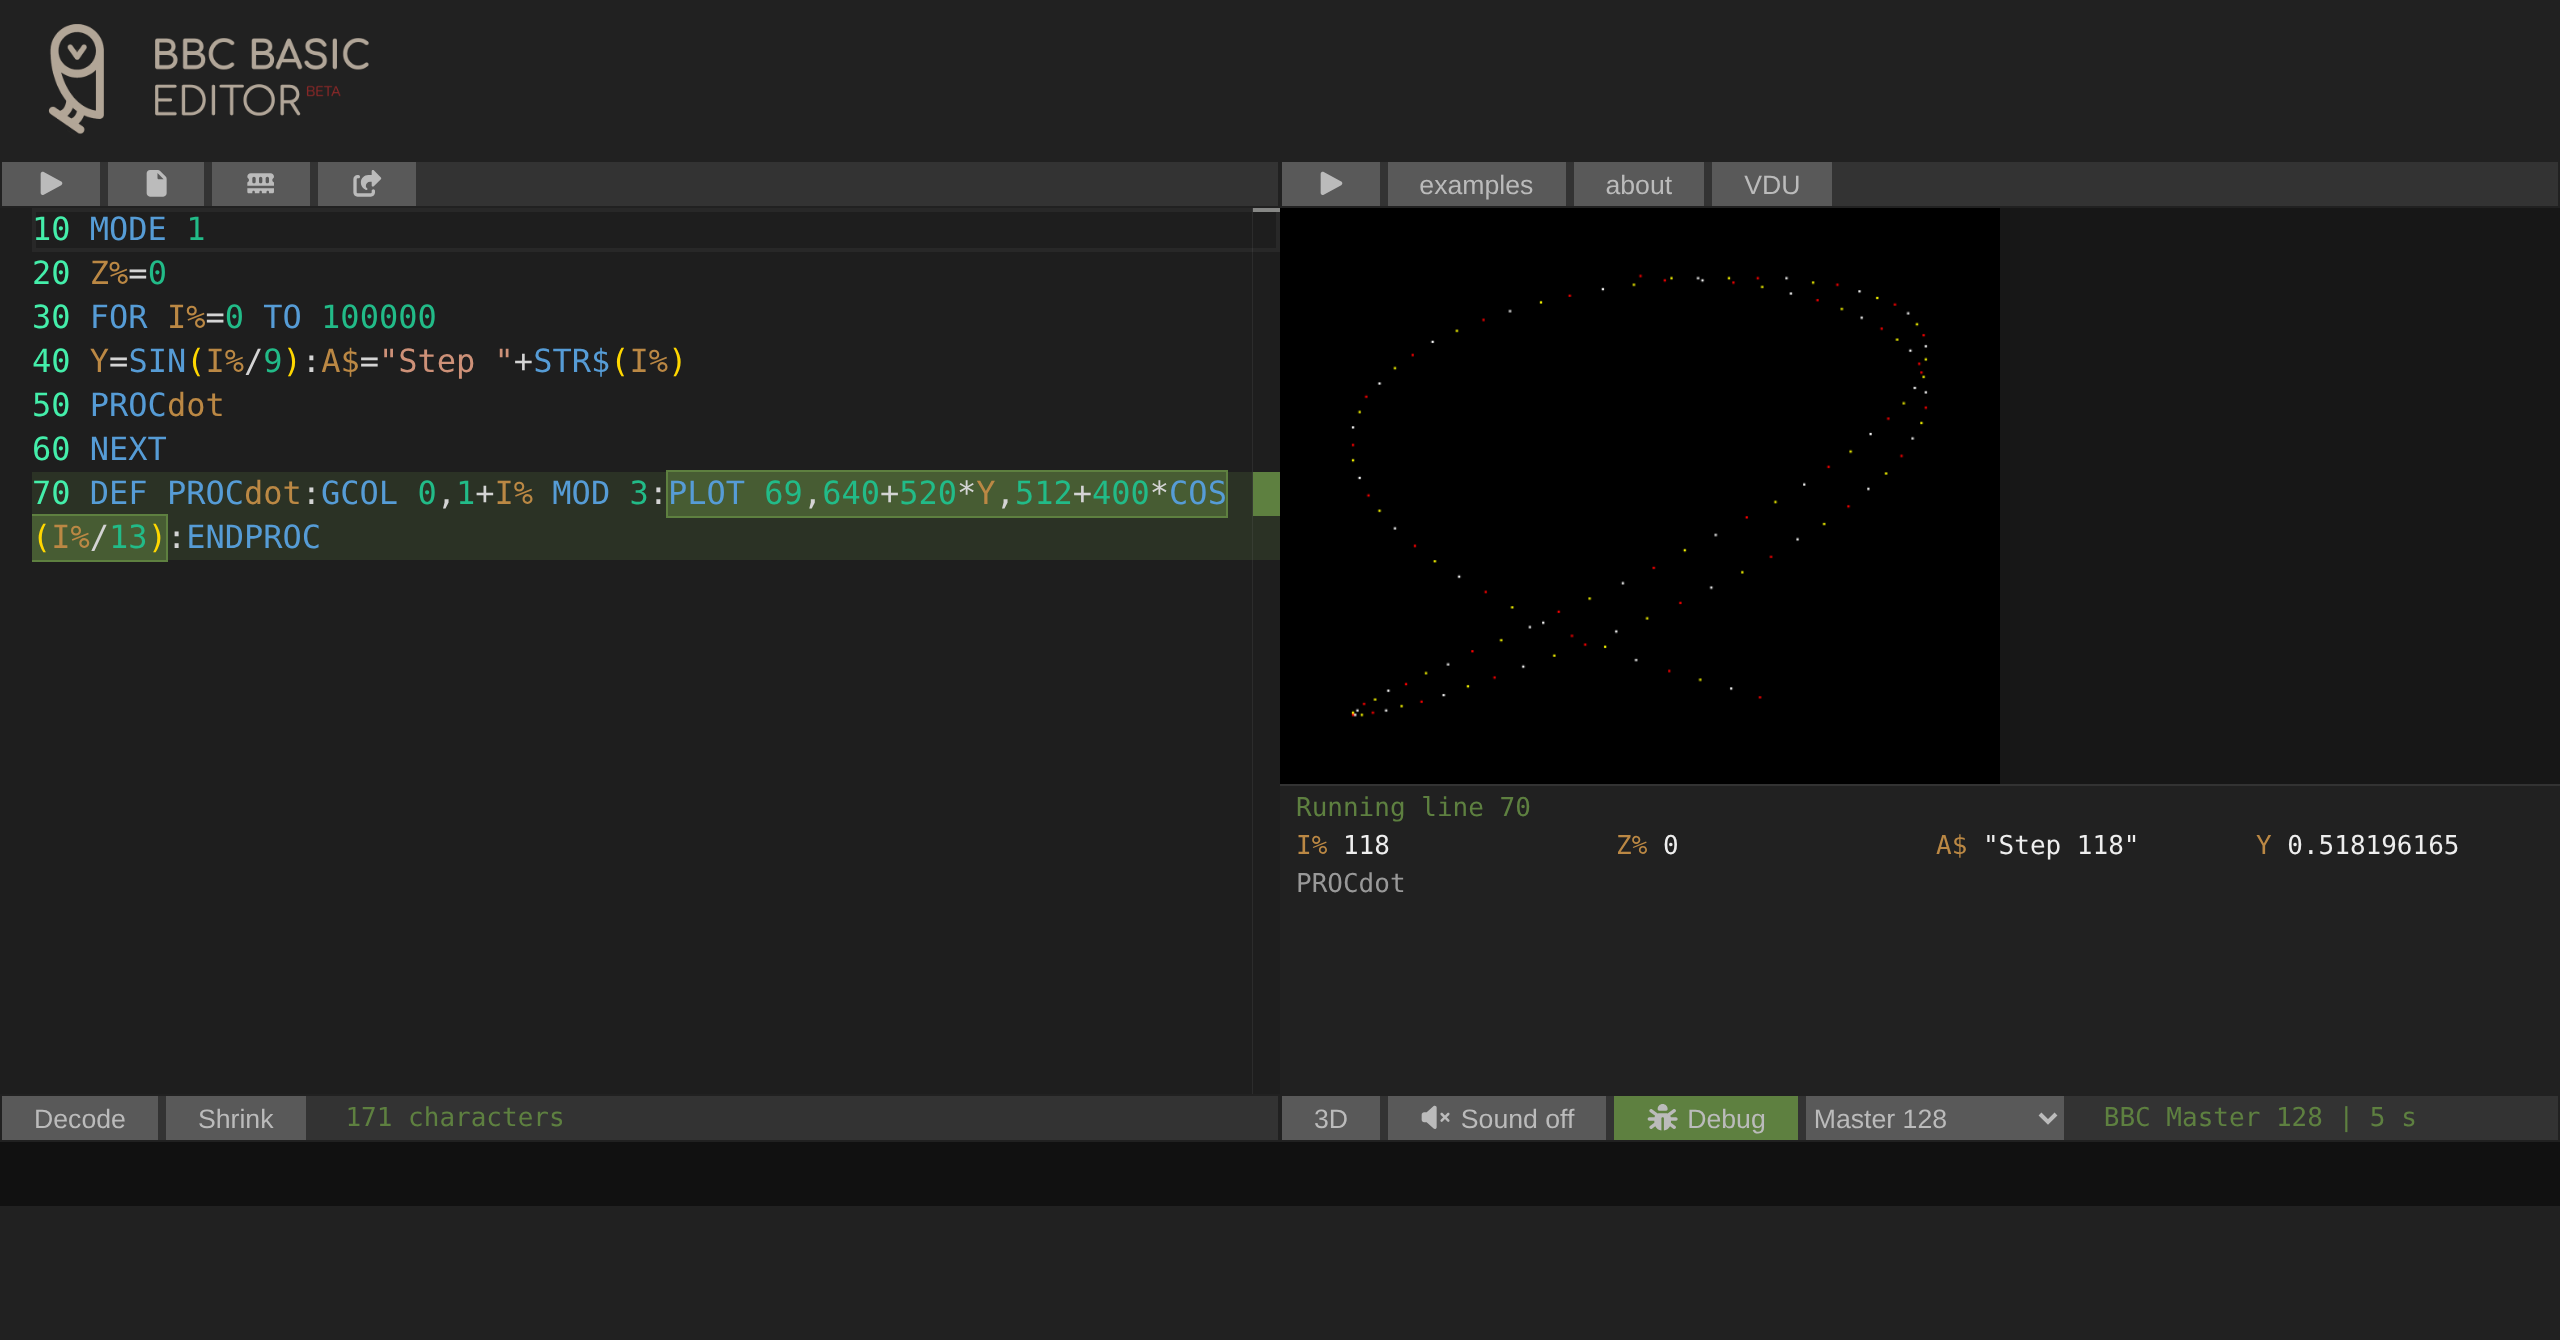 BBC BASIC
EDITOR BETA
examples about VDU
10 MODE 1
20 Z%=0
30 FOR I%=0 TO 100000
40 Y=SIN(I%/9):A$="Step "+STR$(I%)
50 PROCdot
60 NEXT
70 DEF PROCdot:GCOL 0,1+I% MOD 3:PLOT 69,640+520*Y,512+400*COS
(I%/13):ENDPROC
Running line 70
I% 118 Z% 0 A$ "Step 118" Y 0.518196165
PROCdot
Decode Shrink 171 characters
3D Sound off Debug Master 128 BBC Master 128 | 5 s